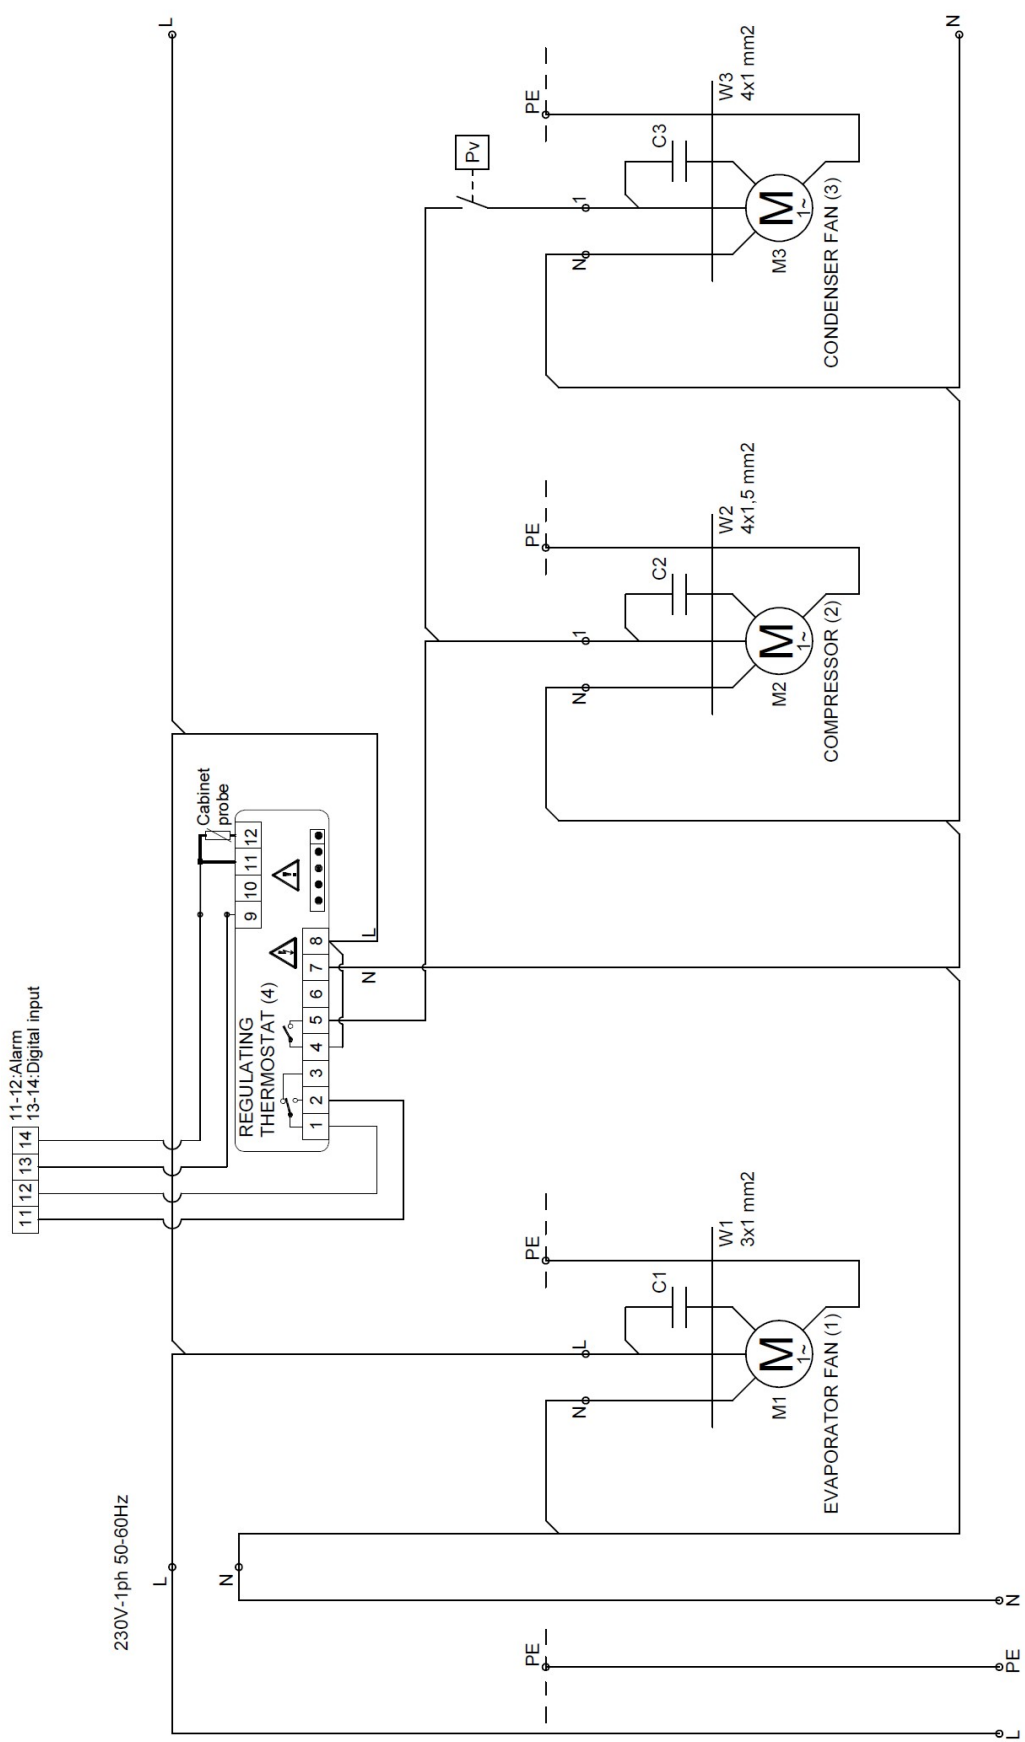 230V-1ph 50-60Hz
11-12:Alarm
13-14:Digital input
11 12 13 14
L
L
N
REGULATING
THERMOSTAT (4)
1 2 3 4 5 6 7 8
9 10 11 12
Cabinet
probe
N
L
Pv
PE
PE
PE
PE
N
L
N
1
N
1
C1
C2
C3
W1
3x1 mm2
W2
4x1,5 mm2
W3
4x1 mm2
M
1~
M1
M
1~
M2
M
1~
M3
EVAPORATOR FAN (1)
COMPRESSOR (2)
CONDENSER FAN (3)
N
L
PE
N